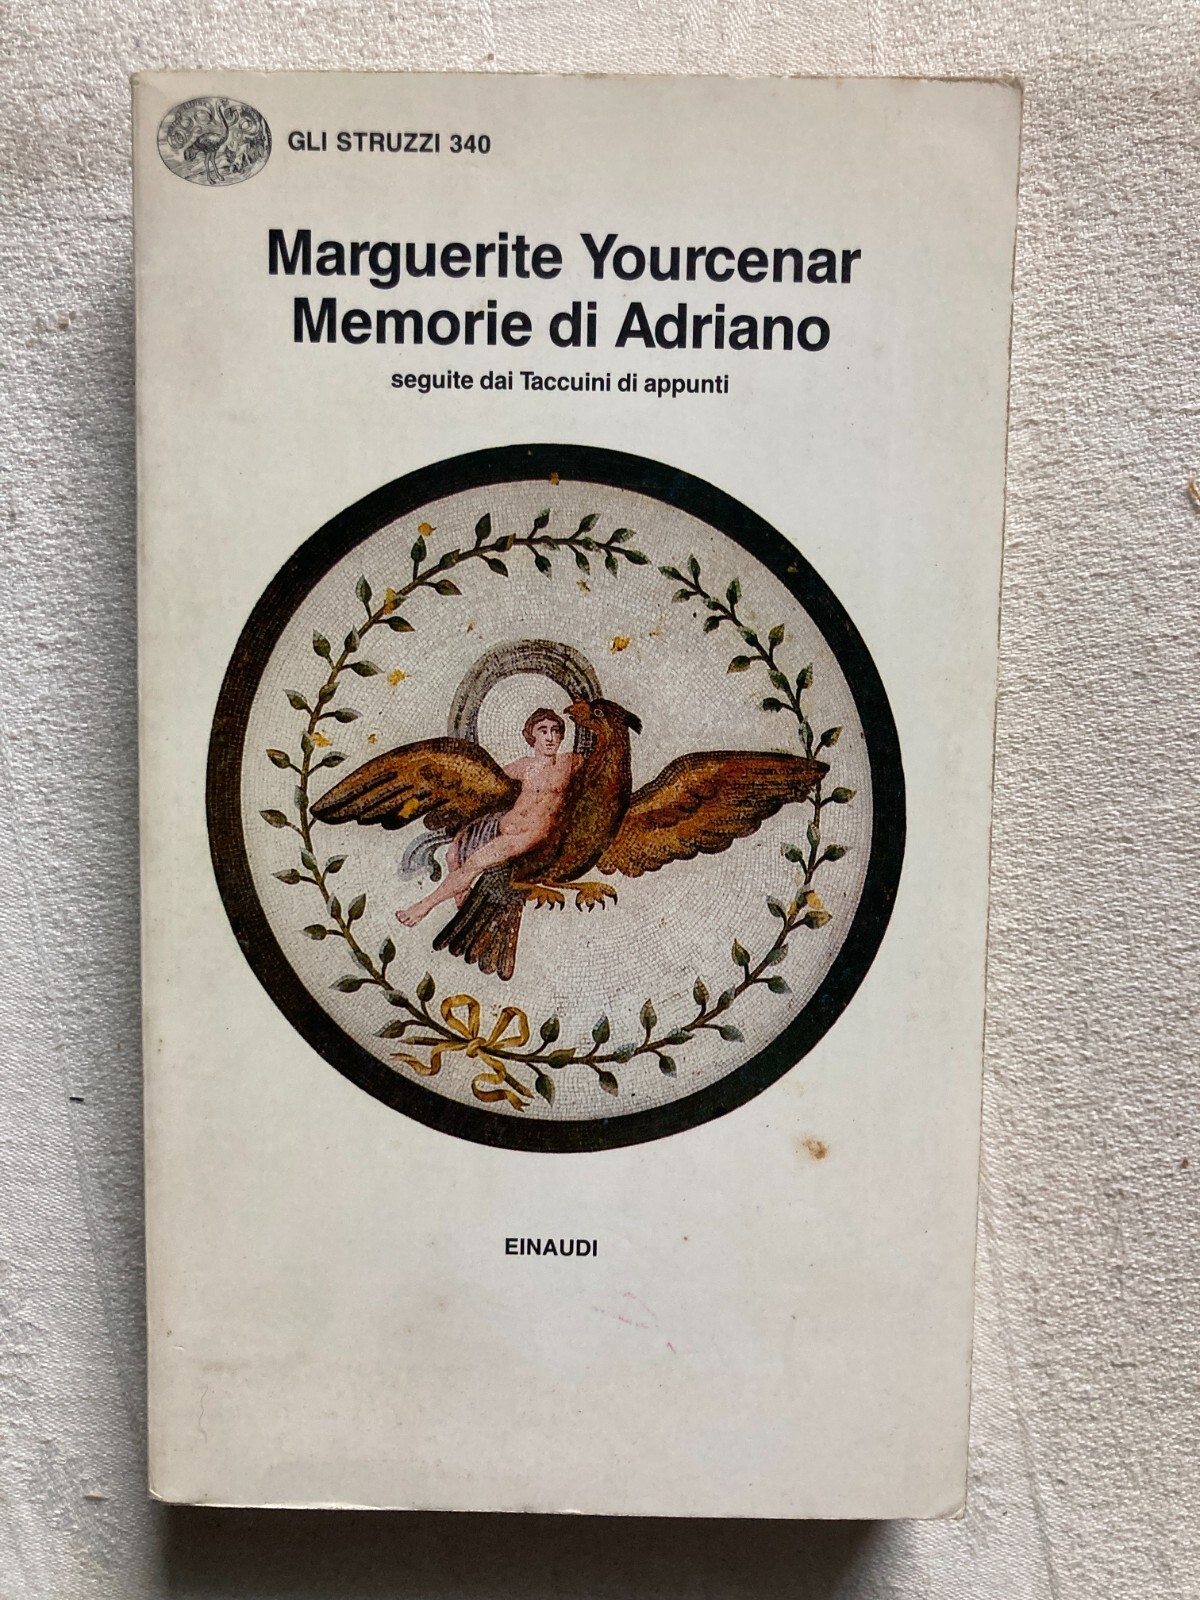 GLI STRUZZI 340
Marguerite Yourcenar
Memorie di Adriano
seguite dai Taccuini di appunti
EINAUDI